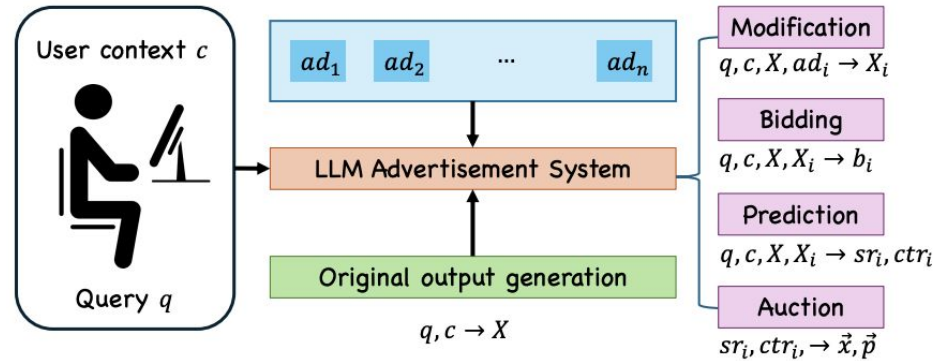 User context c
Query q
ad₁ ad₂ ... adₙ
LLM Advertisement System
Original output generation
q, c → X
Modification
q, c, X, adᵢ → Xᵢ
Bidding
q, c, X, Xᵢ → bᵢ
Prediction
q, c, X, Xᵢ → srᵢ, ctrᵢ
Auction
srᵢ, ctrᵢ, → x⃗, p⃗